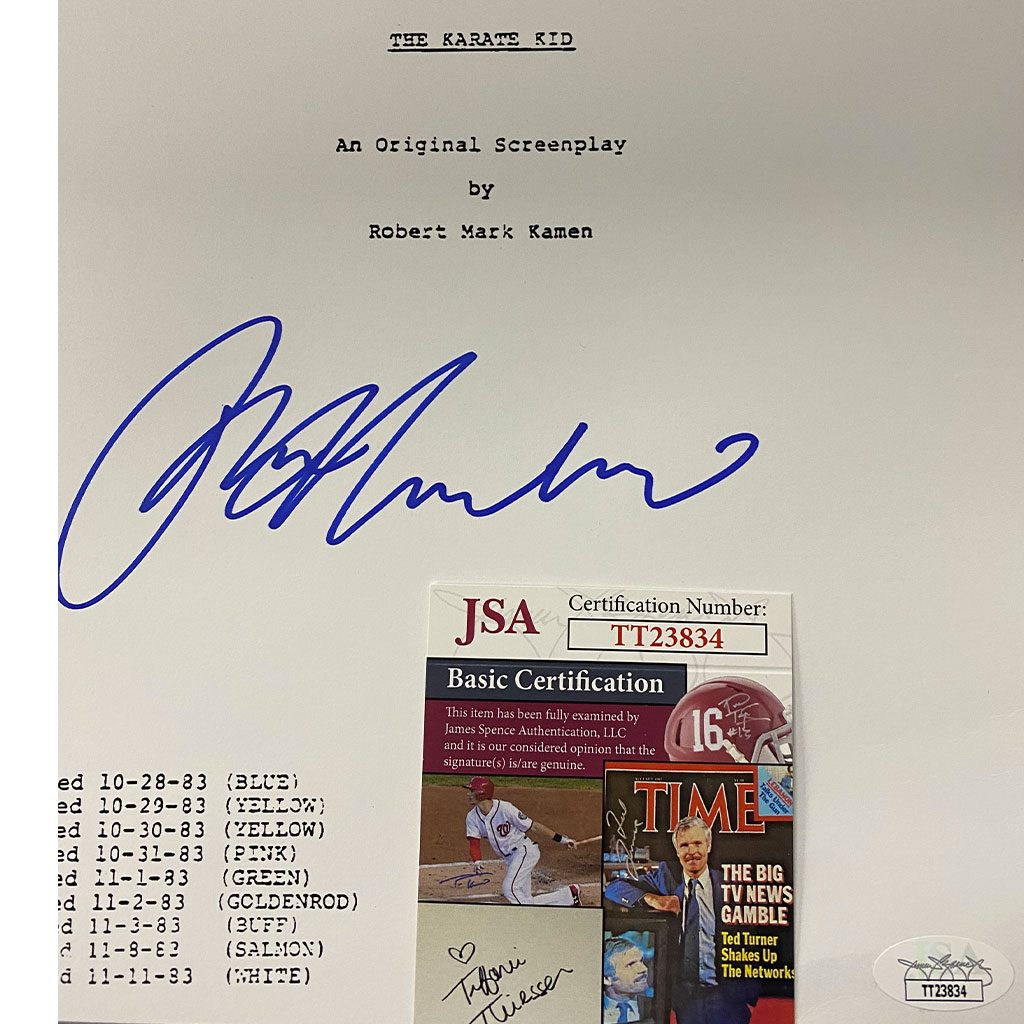 THE KARATE KID
An Original Screenplay
by
Robert Mark Kamen
ed 10-28-83 (BLUE)
ed 10-29-83 (YELLOW)
ed 10-30-83 (YELLOW)
ed 10-31-83 (PINK)
ed 11-1-83 (GREEN)
ed 11-2-83 (GOLDENROD)
d 11-3-83 (BUFF)
d 11-8-83 (SALMON)
d 11-11-83 (WHITE)
JSA
Certification Number:
TT23834
Basic Certification
This item has been fully examined by
James Spence Authentication, LLC
and it is our considered opinion that the
signature(s) is/are genuine.
16
W
TIME
THE BIG
TV NEWS
GAMBLE
Ted Turner
Shakes Up
The Networks
Tiffani
Thiessen
JSA
TT23834